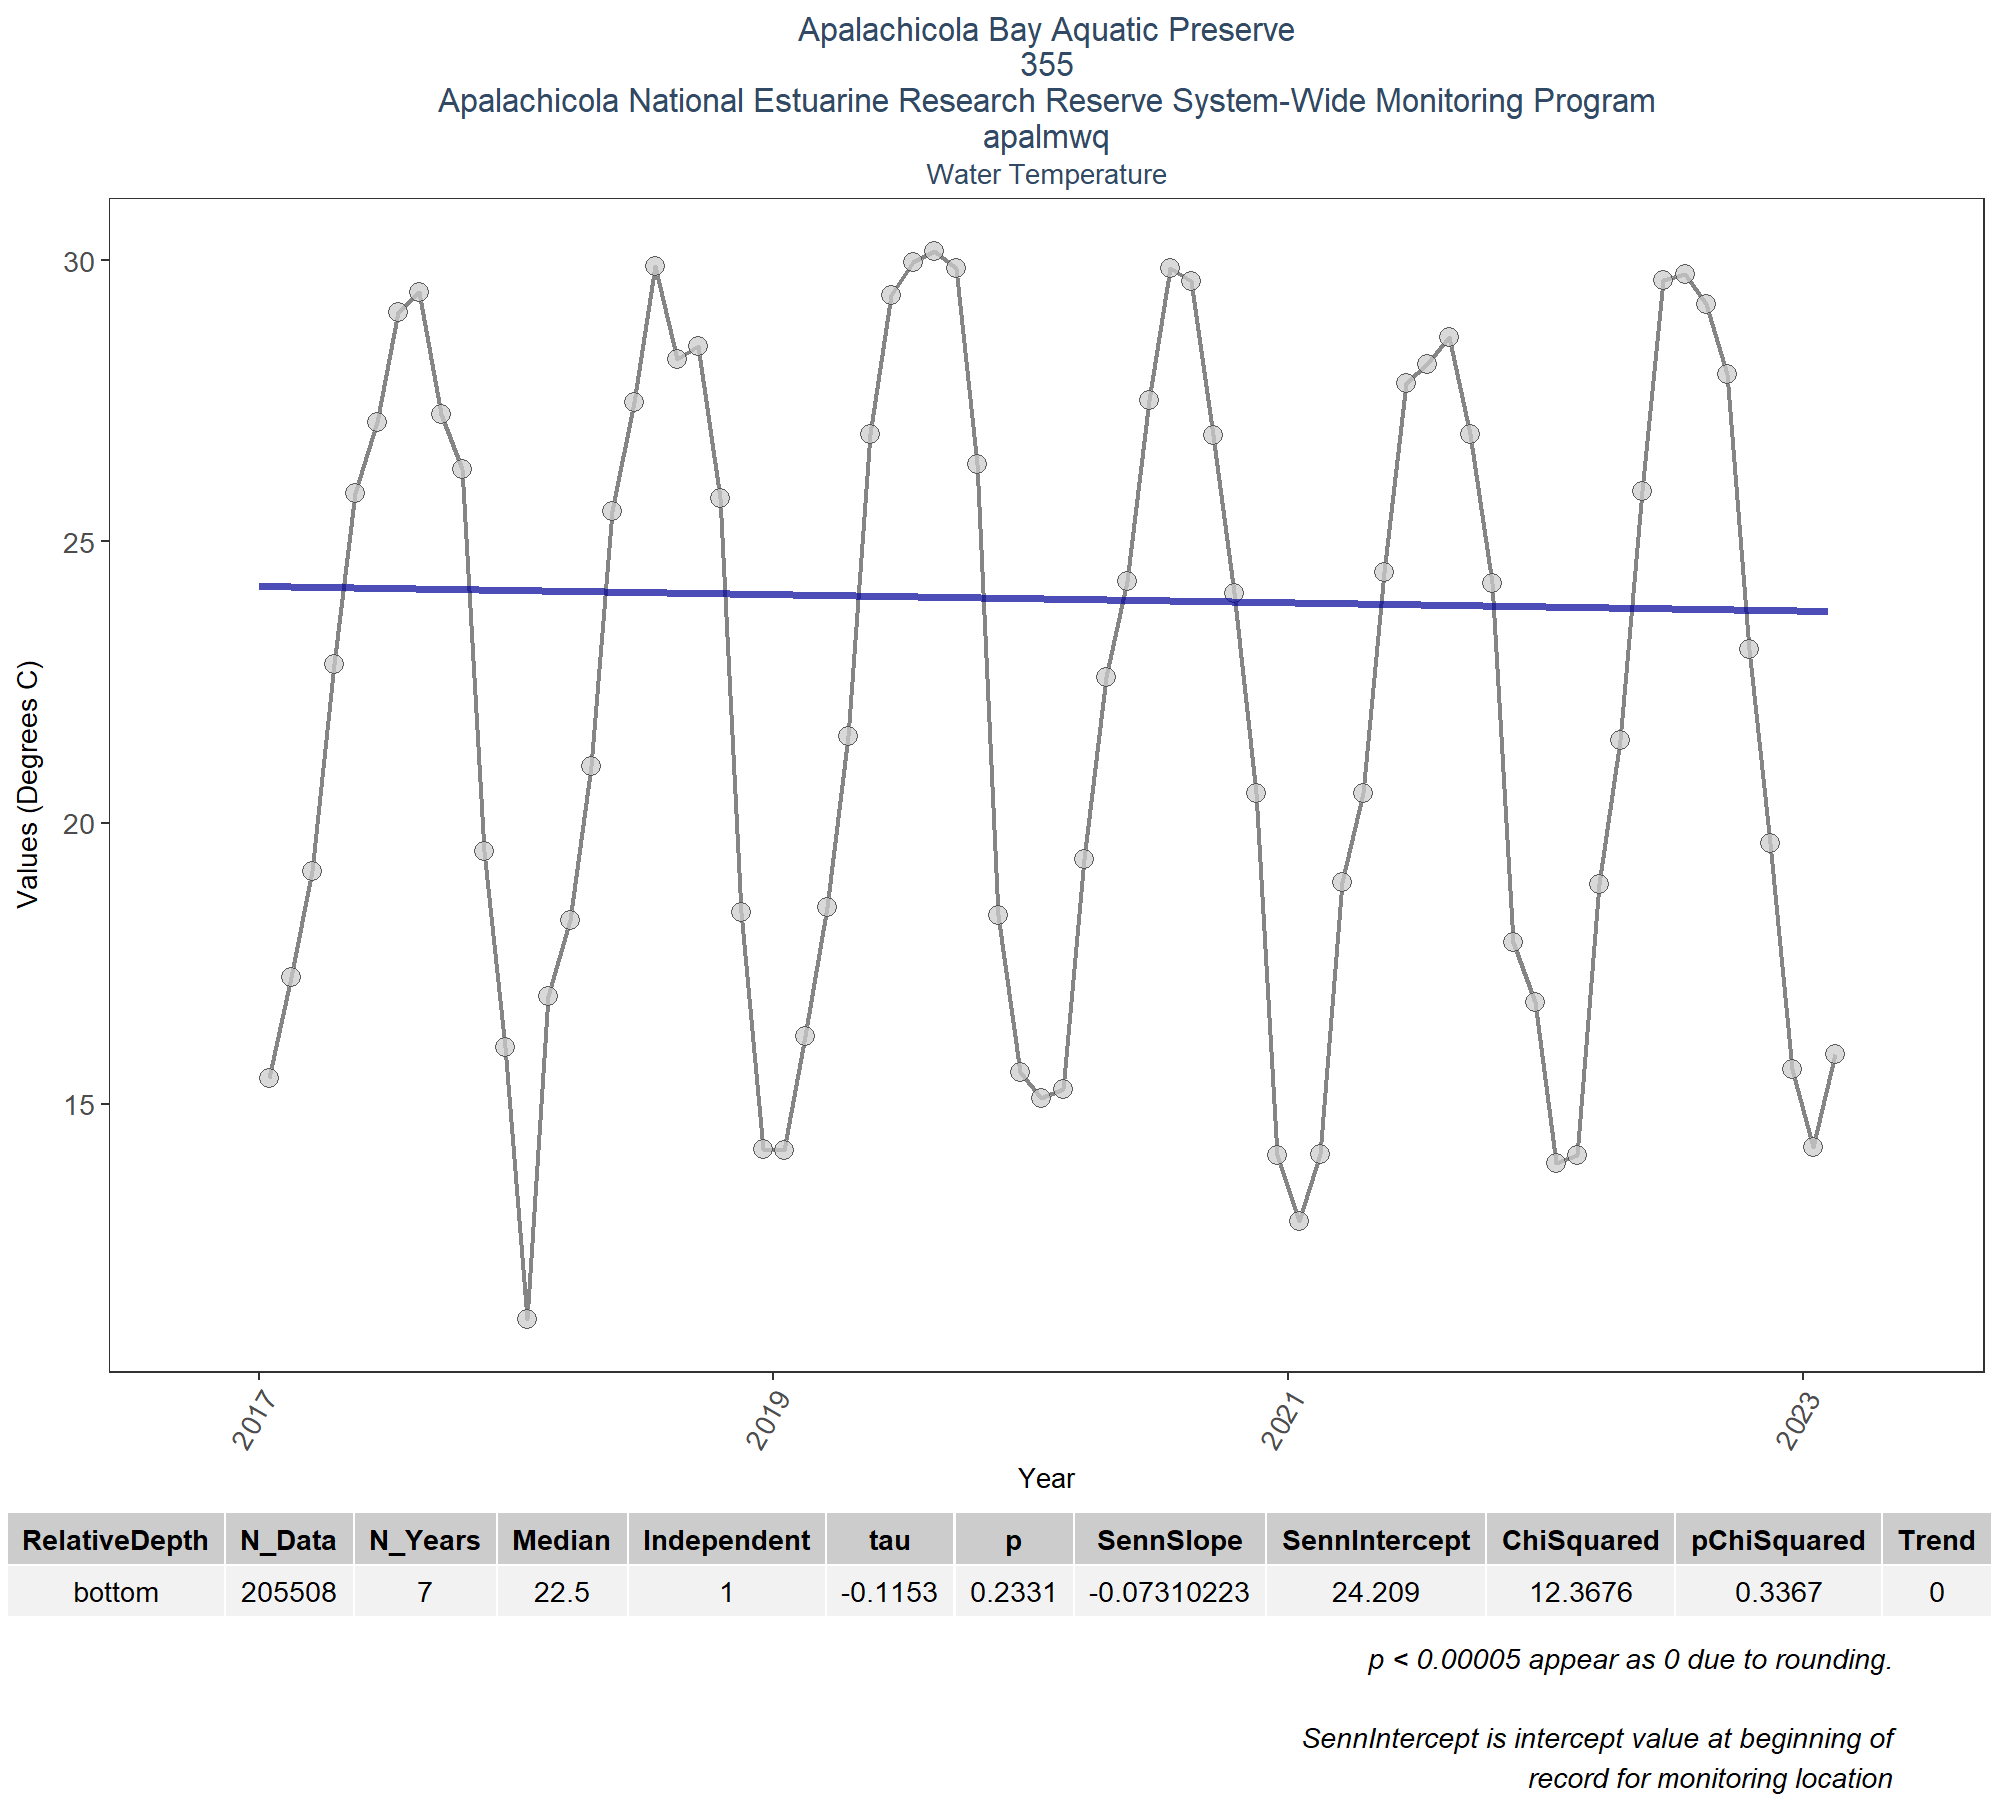 Apalachicola Bay Aquatic Preserve
355
Apalachicola National Estuarine Research Reserve System-Wide Monitoring Program
apalmwq
Water Temperature
Values (Degrees C)
30
25
20
15
2017
2019
2021
2023
Year
RelativeDepth N_Data N_Years Median Independent tau p SennSlope SennIntercept ChiSquared pChiSquared Trend
bottom 205508 7 22.5 1 -0.1153 0.2331 -0.07310223 24.209 12.3676 0.3367 0
p < 0.00005 appear as 0 due to rounding.
SennIntercept is intercept value at beginning of
record for monitoring location